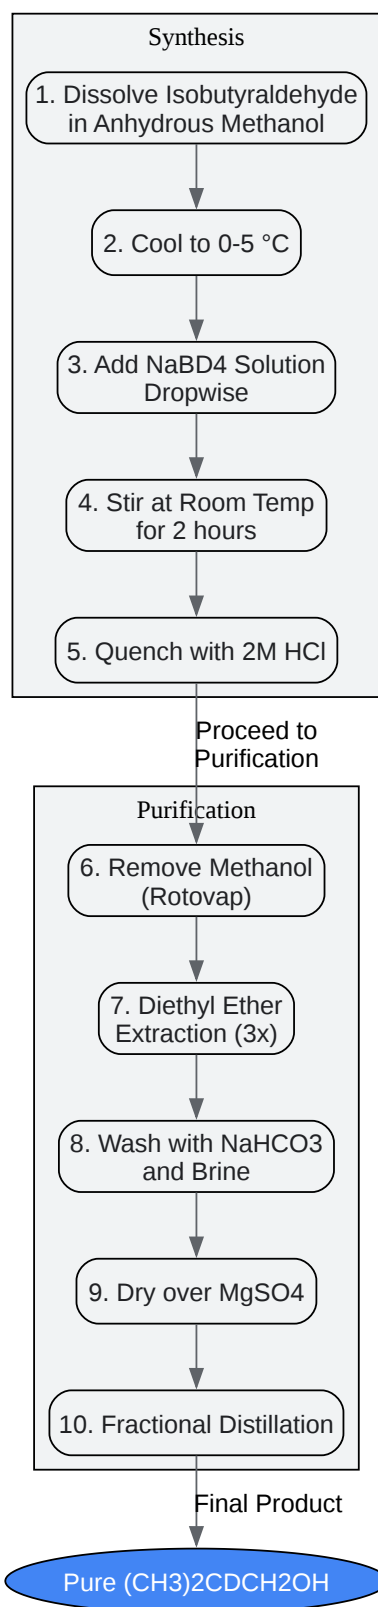 Synthesis
1. Dissolve Isobutyraldehyde
in Anhydrous Methanol
2. Cool to 0-5 °C
3. Add NaBD4 Solution
Dropwise
4. Stir at Room Temp
for 2 hours
5. Quench with 2M HCl
Proceed to
Purification
Purification
6. Remove Methanol
(Rotovap)
7. Diethyl Ether
Extraction (3x)
8. Wash with NaHCO3
and Brine
9. Dry over MgSO4
10. Fractional Distillation
Final Product
Pure (CH3)2CDCH2OH